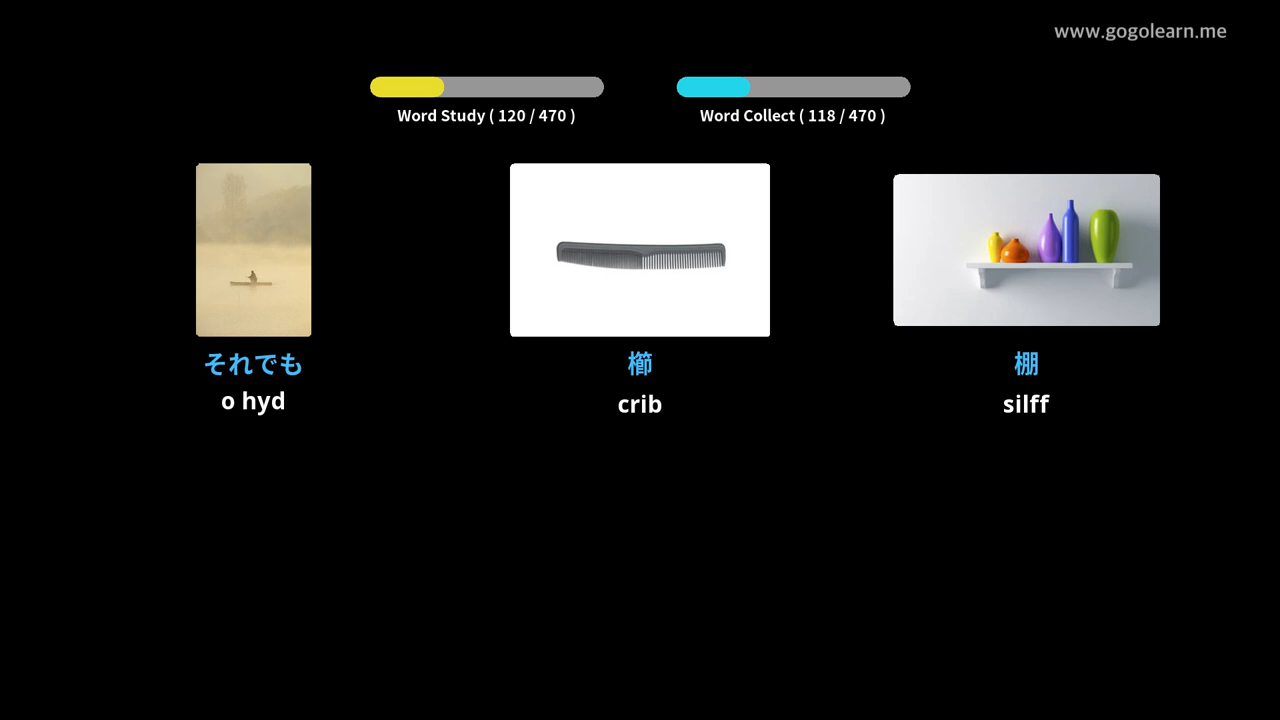 www.gogolearn.me
Word Study ( 120 / 470 )
Word Collect ( 118 / 470 )
それでも
o hyd
櫛
crib
棚
silff